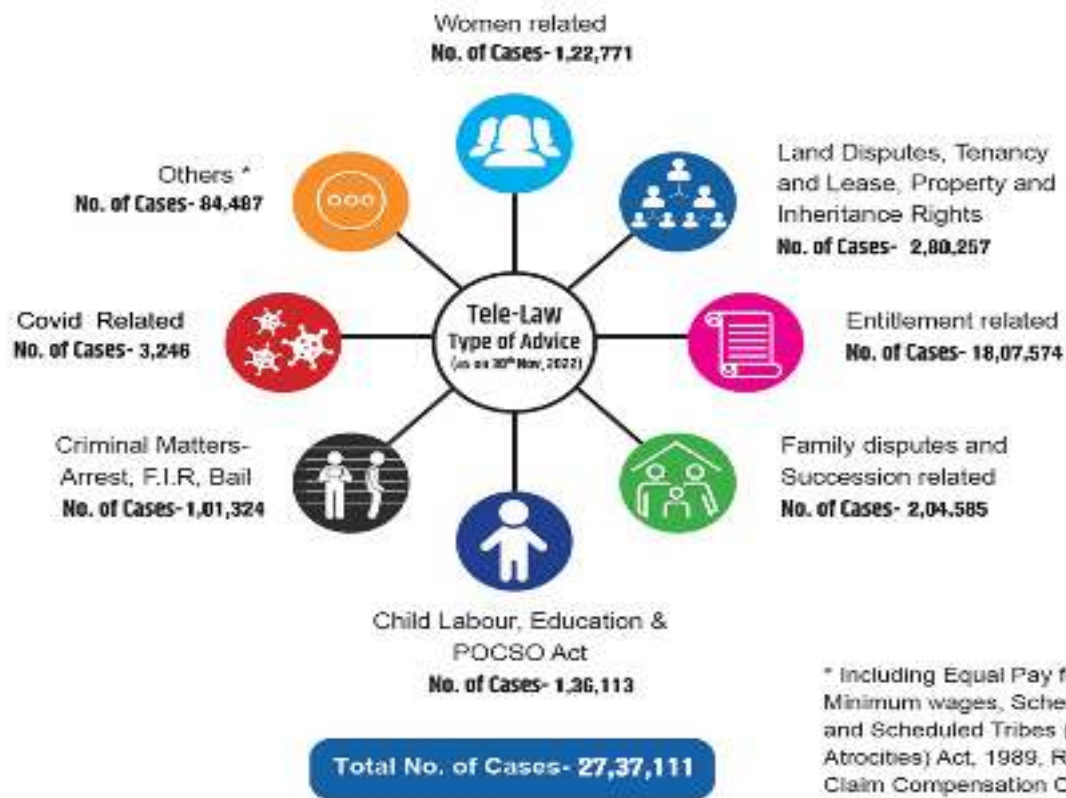 Women related
No. of Cases- 1,22,771
Land Disputes, Tenancy
and Lease, Property and
Inheritance Rights
No. of Cases- 2,80,257
Others *
No. of Cases- 84,487
Tele-Law
Type of Advice
(as on 30th Nov, 2022)
Covid Related
No. of Cases- 3,246
Entitlement related
No. of Cases- 18,07,574
Criminal Matters-
Arrest, F.I.R, Bail
No. of Cases-1,01,324
Family disputes and
Succession related
No. of Cases- 2,04.585
Child Labour, Education &
POCSO Act
No. of Cases- 1,36,113
Total No. of Cases- 27,37,111
* Including Equal Pay
Minimum wages,
and Scheduled Tribes (
Atrocities) Act, 1989,
Claim Compensation